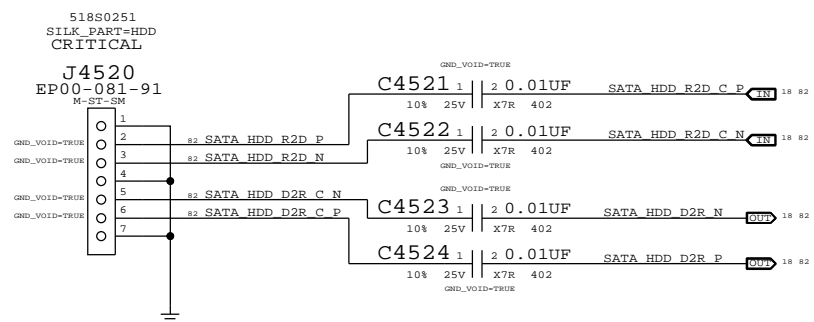 518S0251
SILK_PART=HDD
CRITICAL
J4520
EP00-081-91
M-ST-SM
1
GND_VOID=TRUE 2 82 SATA_HDD_R2D_P
GND_VOID=TRUE 3 82 SATA_HDD_R2D_N
4
GND_VOID=TRUE 5 82 SATA_HDD_D2R_C_N
GND_VOID=TRUE 6 82 SATA_HDD_D2R_C_P
7
GND_VOID=TRUE
C4521 1 2 0.01UF SATA_HDD_R2D_C_P IN 18 82
10% 25V X7R 402
C4522 1 2 0.01UF SATA_HDD_R2D_C_N IN 18 82
10% 25V X7R 402
GND_VOID=TRUE
GND_VOID=TRUE
C4523 1 2 0.01UF SATA_HDD_D2R_N OUT 18 82
10% 25V X7R 402
C4524 1 2 0.01UF SATA_HDD_D2R_P OUT 18 82
10% 25V X7R 402
GND_VOID=TRUE